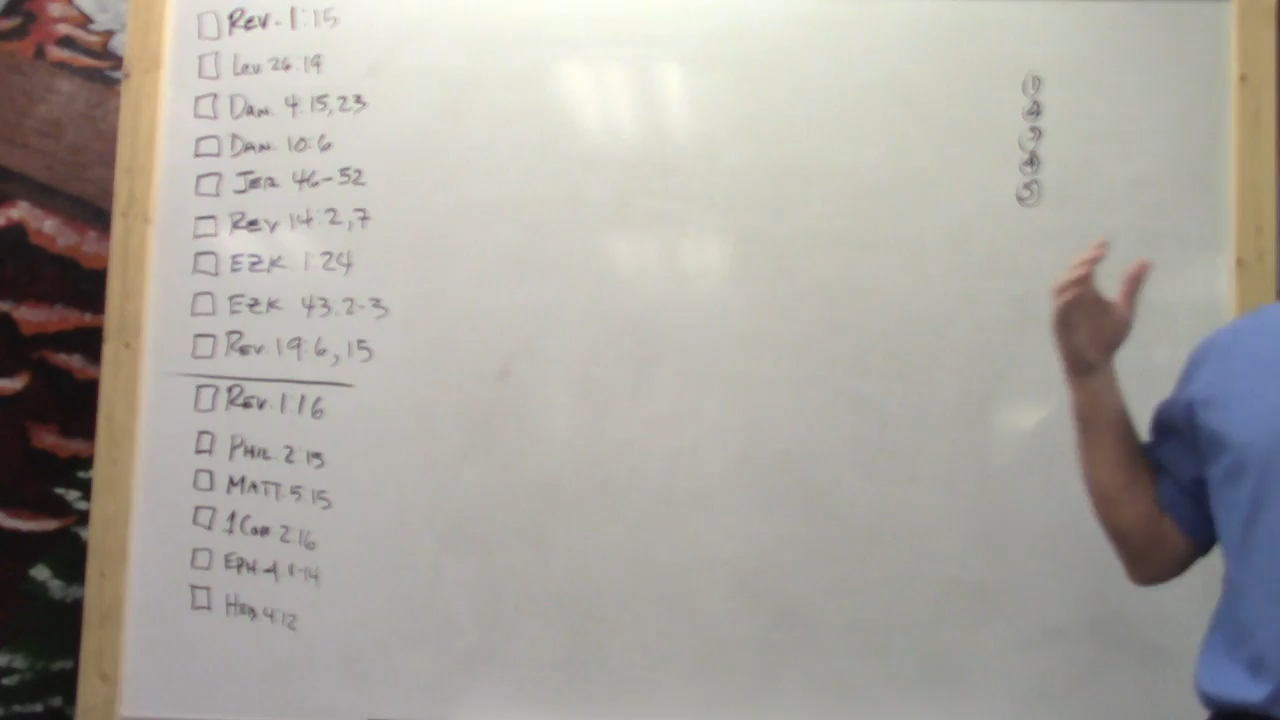 Rev. 1:15
Lev 26:19
Dan. 4:15,23
Dan. 10:6
Jer 46-52
Rev 14:2,7
EZK 1:24
EZK 43:2-3
Rev. 19:6,15
Rev. 1:16
Phil 2:15
MATT 5:15
1 Cor 2:16
Eph 4:11-14
Heb 4:12
1
2
3
4
5